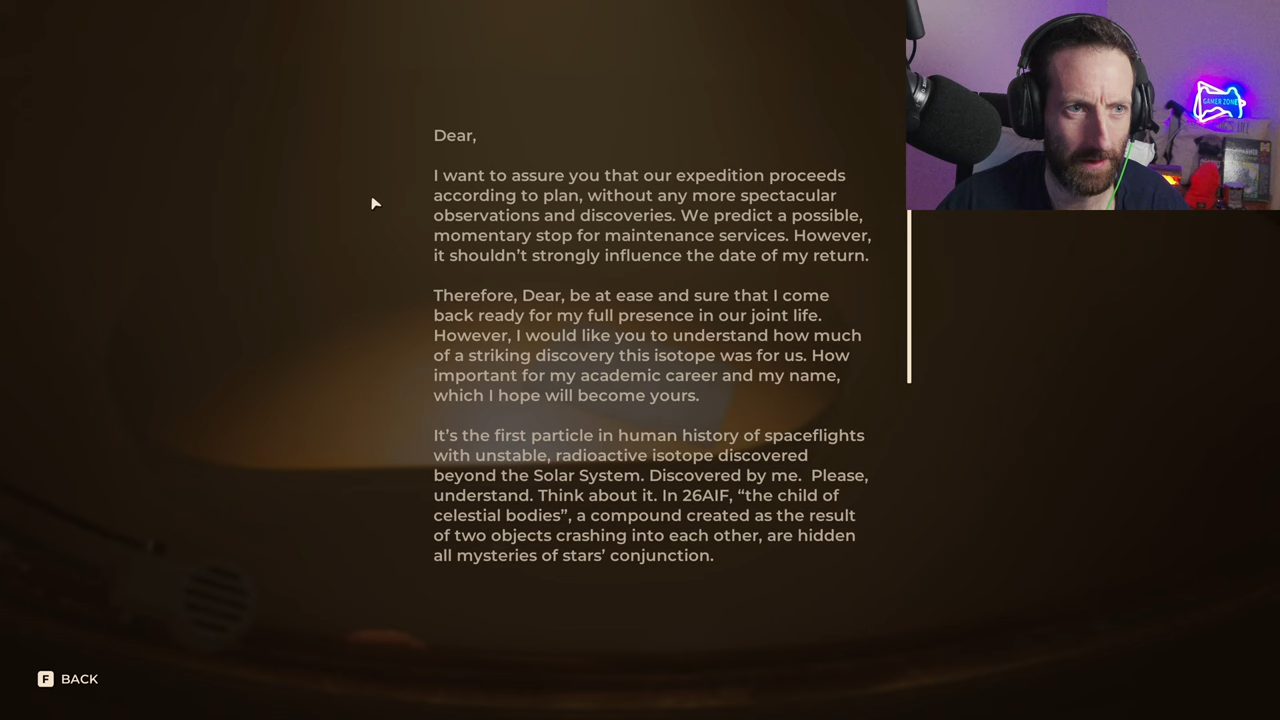 Dear,
I want to assure you that our expedition proceeds
according to plan, without any more spectacular
observations and discoveries. We predict a possible,
momentary stop for maintenance services. However,
it shouldn't strongly influence the date of my return.
Therefore, Dear, be at ease and sure that I come
back ready for my full presence in our joint life.
However, I would like you to understand how much
of a striking discovery this isotope was for us. How
important for my academic career and my name,
which I hope will become yours.
It's the first particle in human history of spaceflights
with unstable, radioactive isotope discovered
beyond the Solar System. Discovered by me.  Please,
understand. Think about it. In 26AIF, “the child of
celestial bodies”, a compound created as the result
of two objects crashing into each other, are hidden
all mysteries of stars’ conjunction.
F BACK
GAMER ZONE